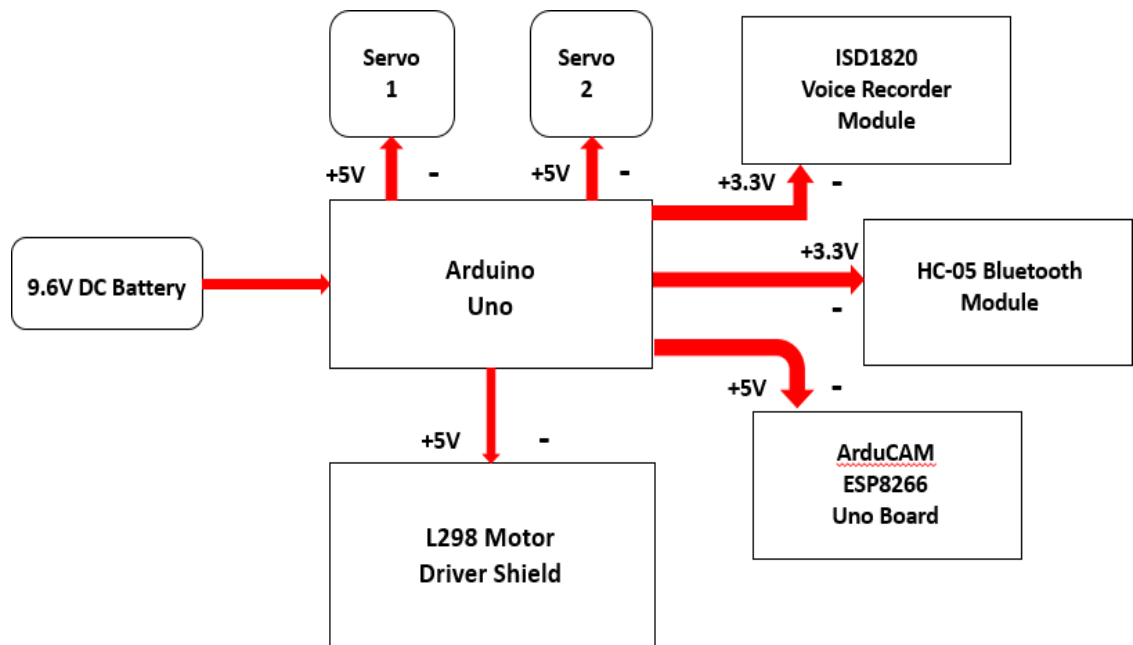 Servo
1
Servo
2
ISD1820
Voice Recorder
Module
+5V -
+5V -
+3.3V -
9.6V DC Battery
Arduino
Uno
+3.3V
-
HC-05 Bluetooth
Module
+5V -
+5V -
ArduCAM
ESP8266
Uno Board
L298 Motor
Driver Shield